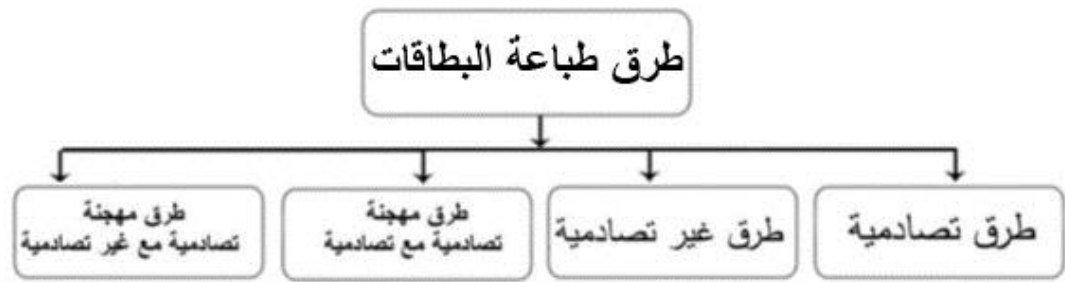 طرق طباعة البطاقات
طرق تصادمية
طرق غير تصادمية
طرق مهجنة
تصادمية مع تصادمية
طرق مهجنة
تصادمية مع غير تصادمية